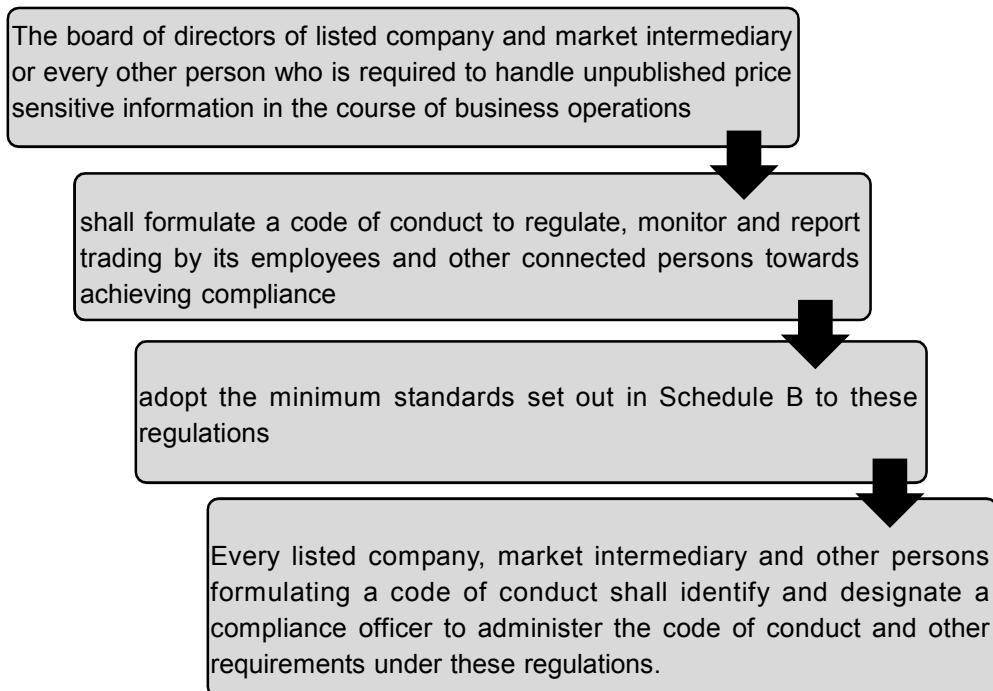 The board of directors of listed company and market intermediary
or every other person who is required to handle unpublished price
sensitive information in the course of business operations
shall formulate a code of conduct to regulate, monitor and report
trading by its employees and other connected persons towards
achieving compliance
adopt the minimum standards set out in Schedule B to these
regulations
Every listed company, market intermediary and other persons
formulating a code of conduct shall identify and designate a
compliance officer to administer the code of conduct and other
requirements under these regulations.